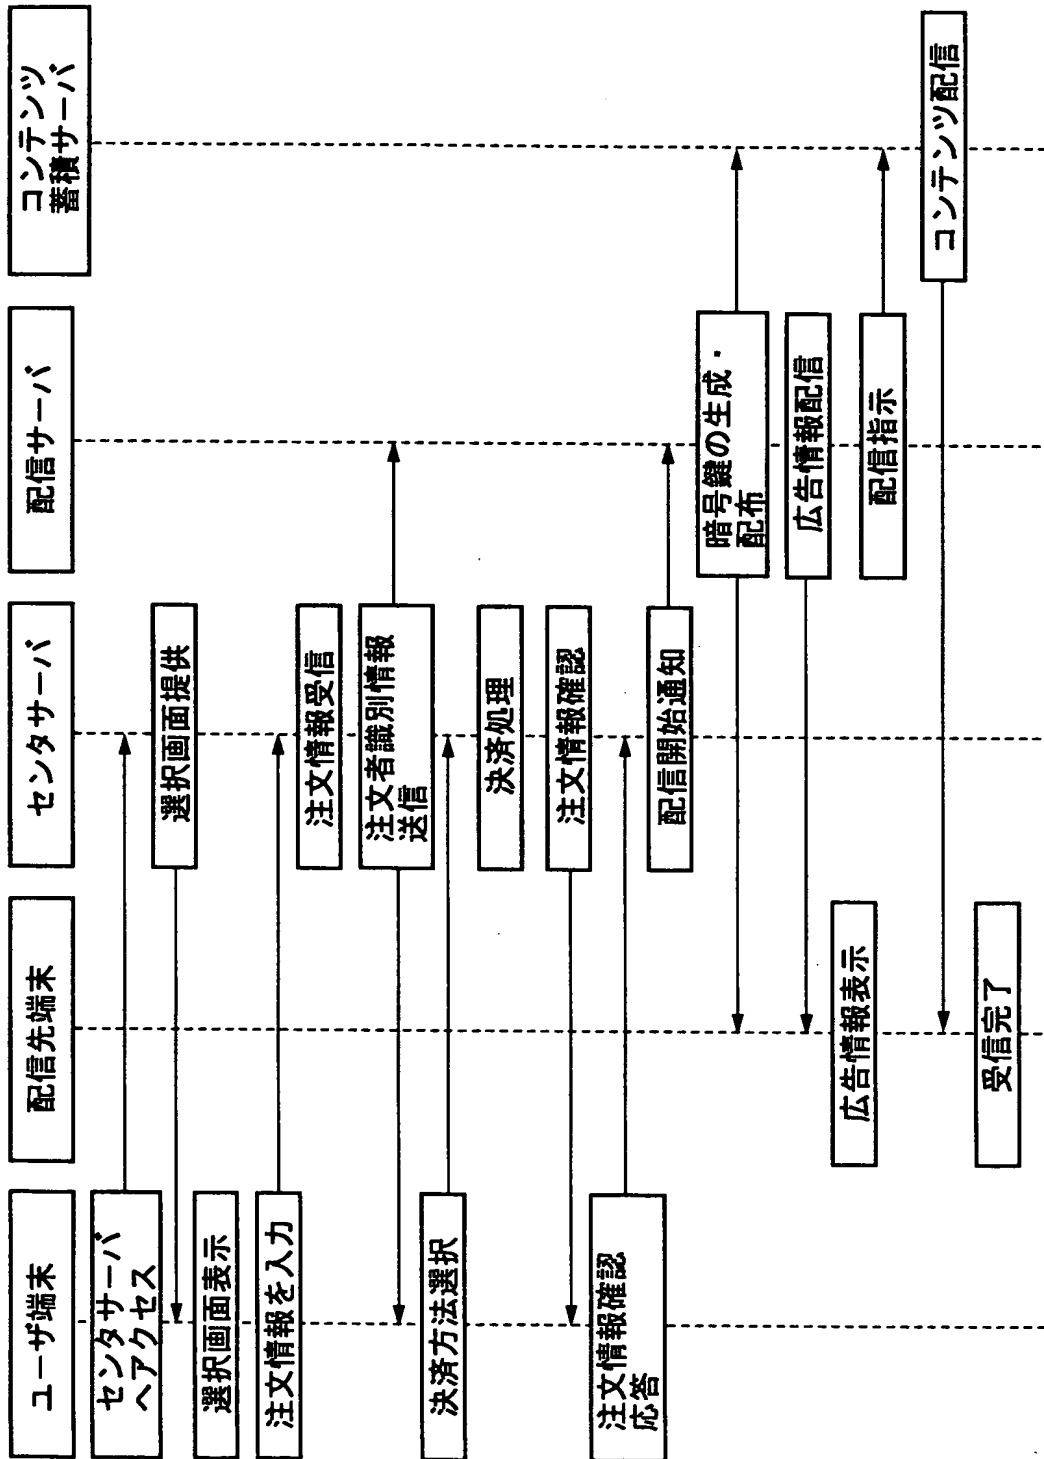 ユーザ端末
配信先端末
センタサーバ
配信サーバ
コンテンツ
蓄積サーバ
センタサーバ
へアクセス
選択画面提供
選択画面表示
注文情報を入力
注文情報受信
注文者識別情報
送信
決済方法選択
決済処理
注文情報確認
注文情報確認
応答
配信開始通知
暗号鍵の生成・
配布
広告情報配信
広告情報表示
配信指示
コンテンツ配信
受信完了